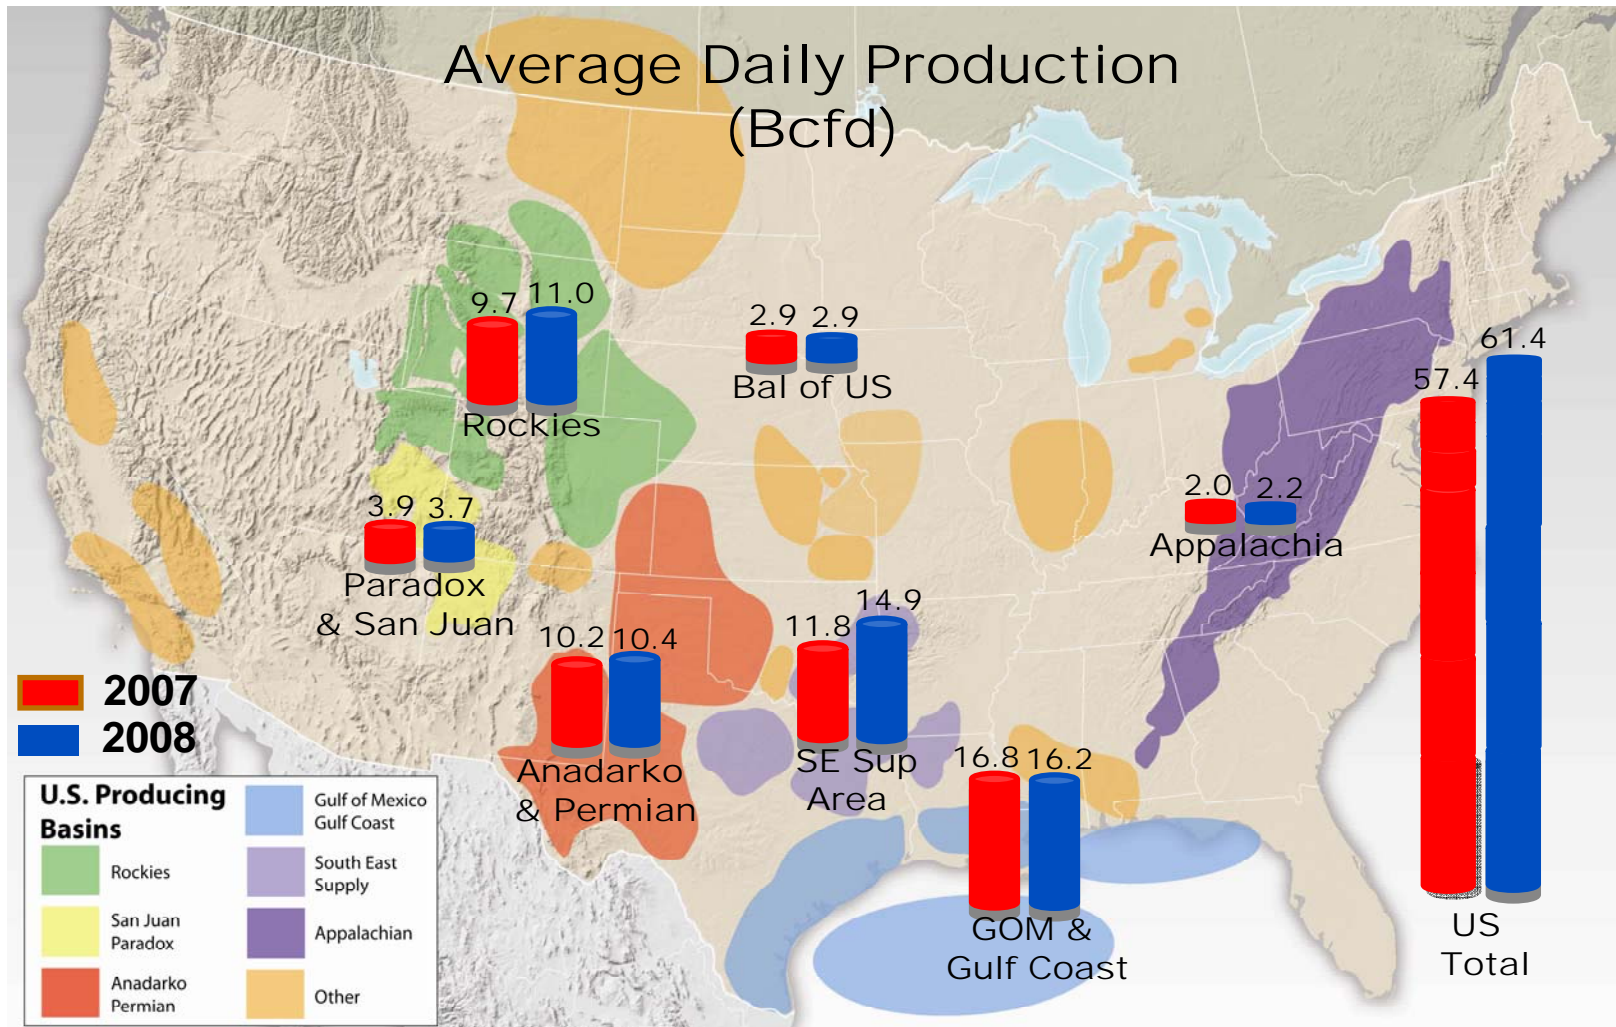 Average Daily Production
(Bcfd)
9.7 11.0
Rockies
2.9 2.9
Bal of US
61.4
57.4
US
Total
3.9 3.7
Paradox
& San Juan
2.0 2.2
Appalachia
10.2 10.4
Anadarko
& Permian
11.8 14.9
SE Sup
Area
16.8 16.2
GOM &
Gulf Coast
2007
2008
U.S. Producing
Basins
Rockies
San Juan
Paradox
Anadarko
Permian
Gulf of Mexico
Gulf Coast
South East
Supply
Appalachian
Other